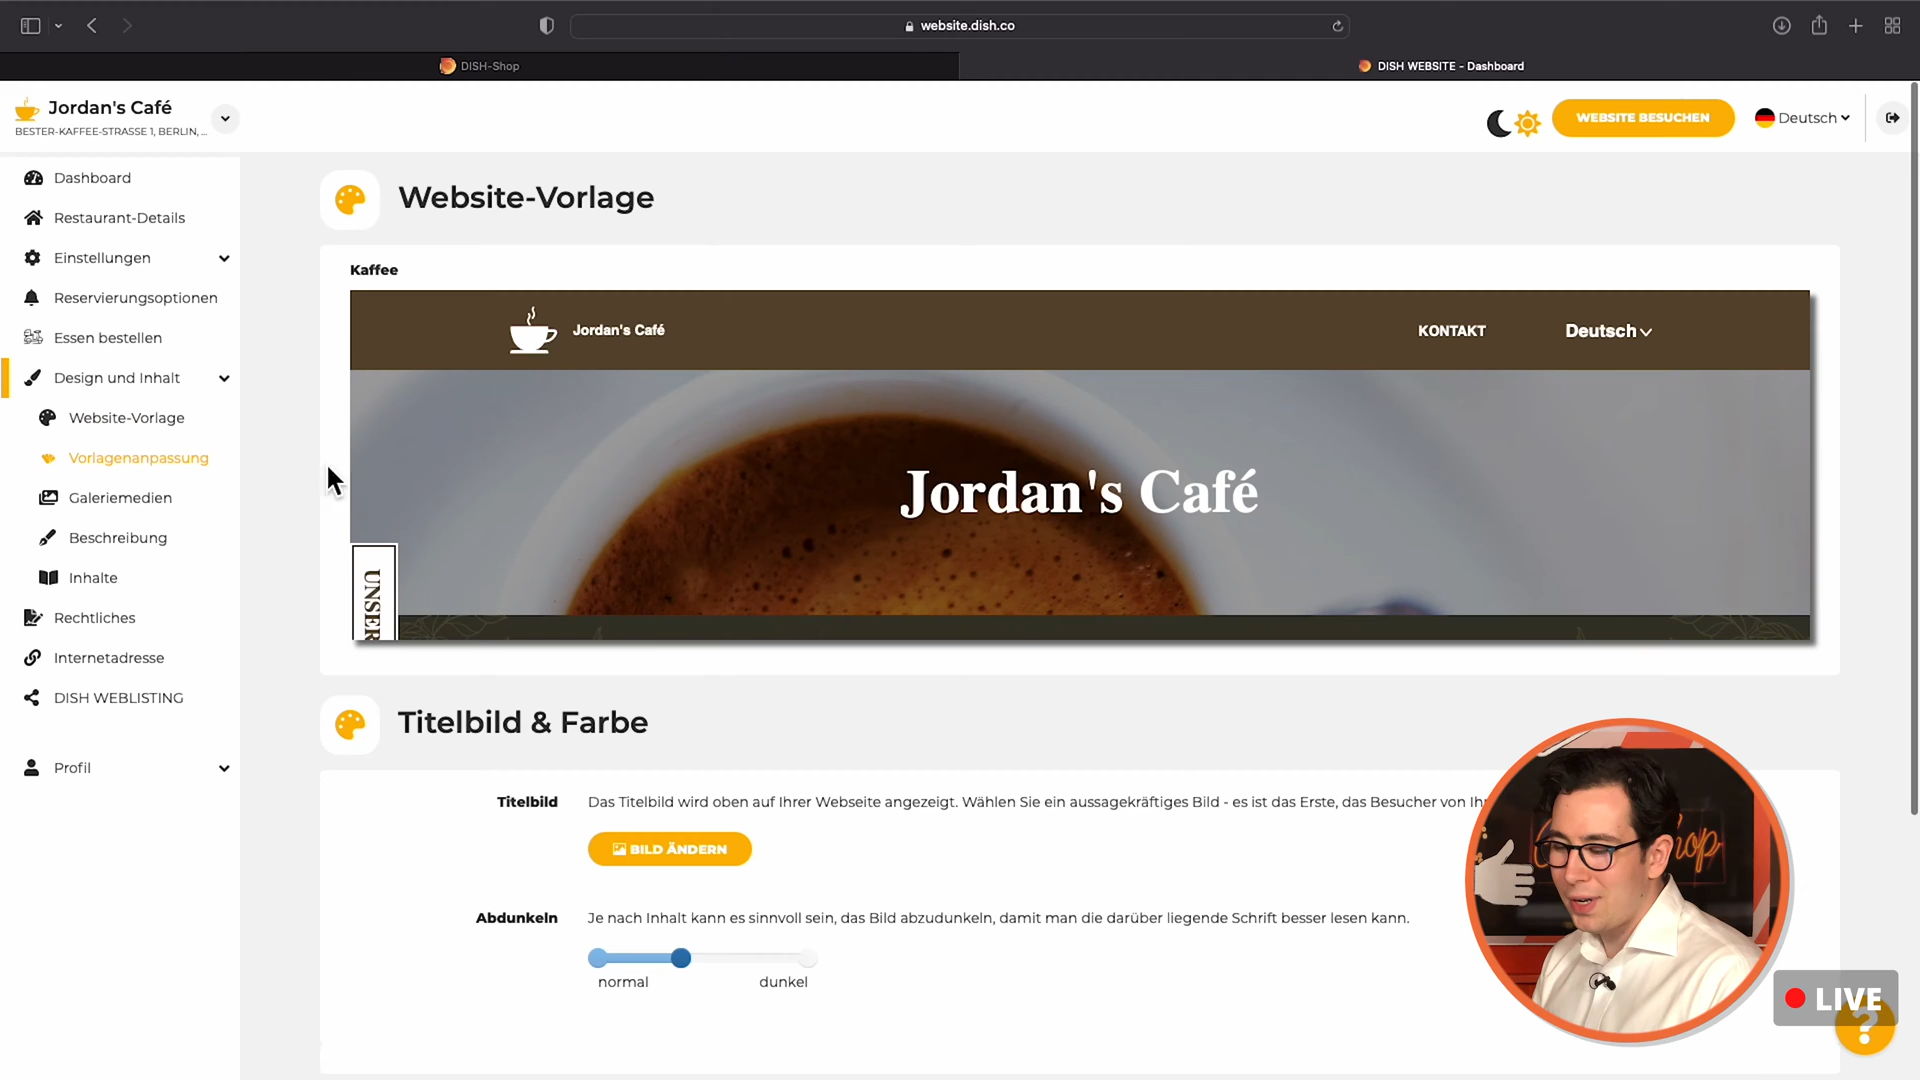 website.dish.co
DISH-Shop
DISH WEBSITE - Dashboard
Jordan's Café
BESTER-KAFFEE-STRASSE 1, BERLIN, ...
WEBSITE BESUCHEN
Deutsch
Dashboard
Restaurant-Details
Einstellungen
Reservierungsoptionen
Essen bestellen
Design und Inhalt
Website-Vorlage
Vorlagenanpassung
Galeriemedien
Beschreibung
Inhalte
Rechtliches
Internetadresse
DISH WEBLISTING
Profil
Website-Vorlage
Kaffee
Jordan's Café
KONTAKT
Deutsch
Jordan's Café
UNSER
Titelbild & Farbe
Titelbild
Das Titelbild wird oben auf Ihrer Webseite angezeigt. Wählen Sie ein aussagekräftiges Bild - es ist das Erste, das Besucher von
BILD ÄNDERN
Abdunkeln
Je nach Inhalt kann es sinnvoll sein, das Bild abzudunkeln, damit man die darüber liegende Schrift besser lesen kann.
normal
dunkel
LIVE
?